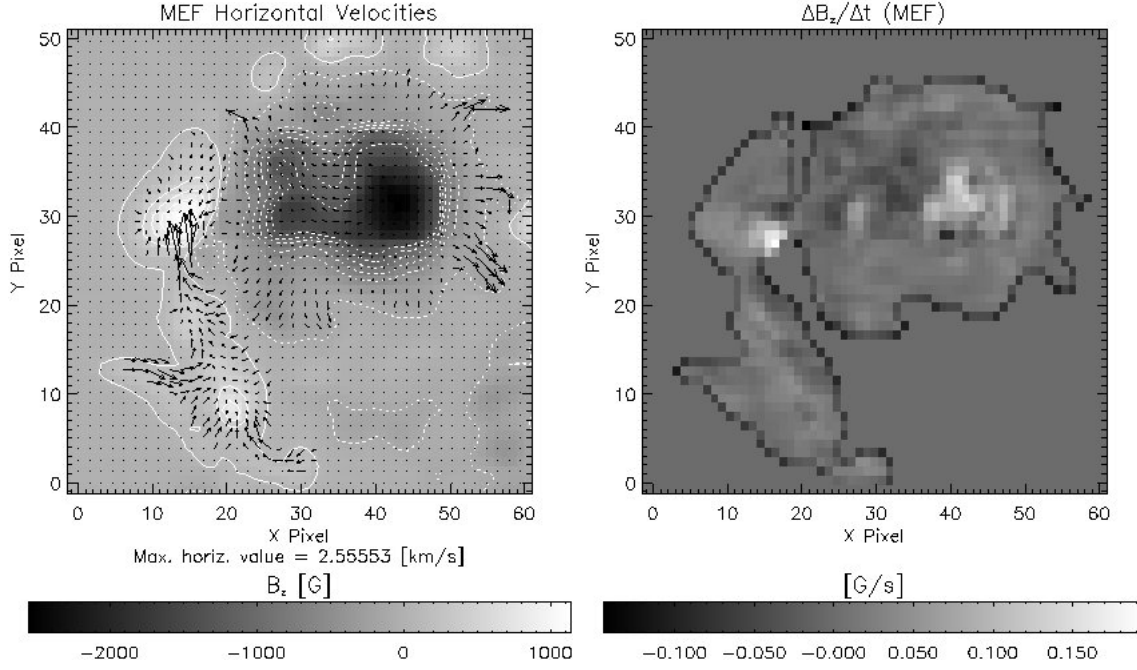 MEF Horizontal Velocities
50
40
30
20
10
0
Y Pixel
0 10 20 30 40 50 60
X Pixel
Max. horiz. value = 2.55553 [km/s]
B_z [G]
−2000 −1000 0 1000
ΔB_z/Δt (MEF)
50
40
30
20
10
0
Y Pixel
0 10 20 30 40 50 60
X Pixel
[G/s]
−0.100 −0.050 −0.000 0.050 0.100 0.150